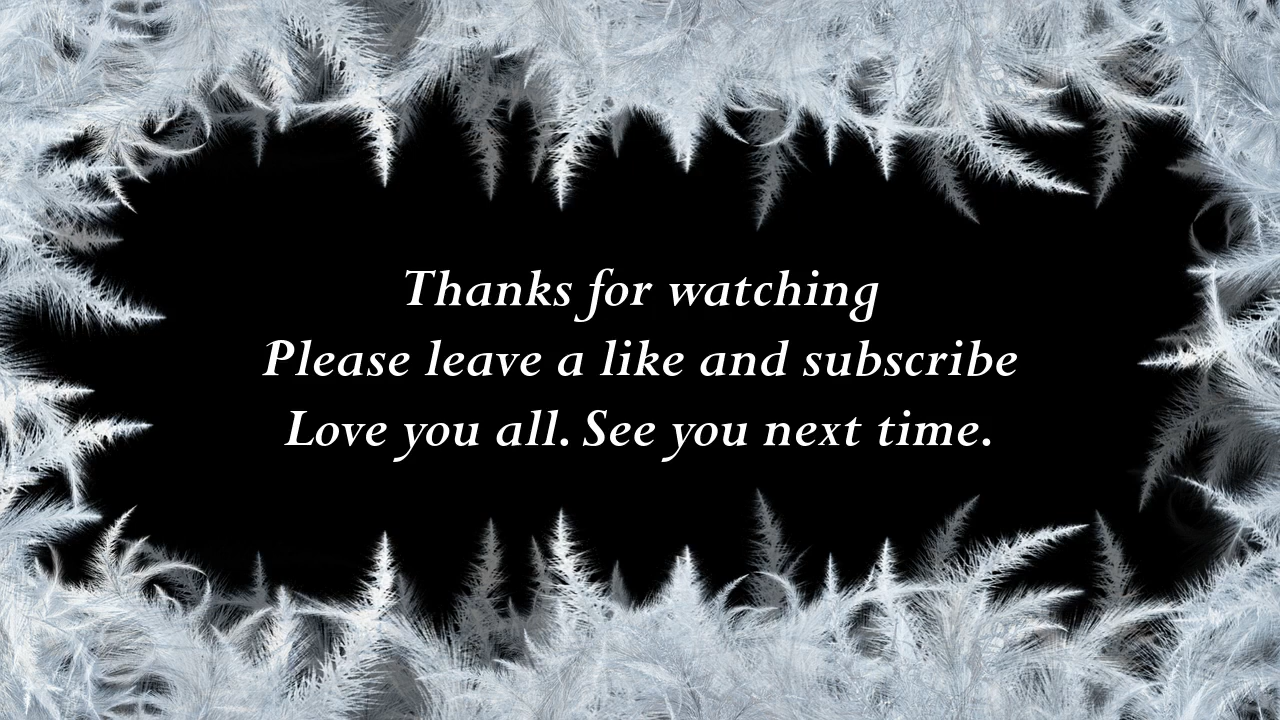 Thanks for watching
Please leave a like and subscribe
Love you all. See you next time.